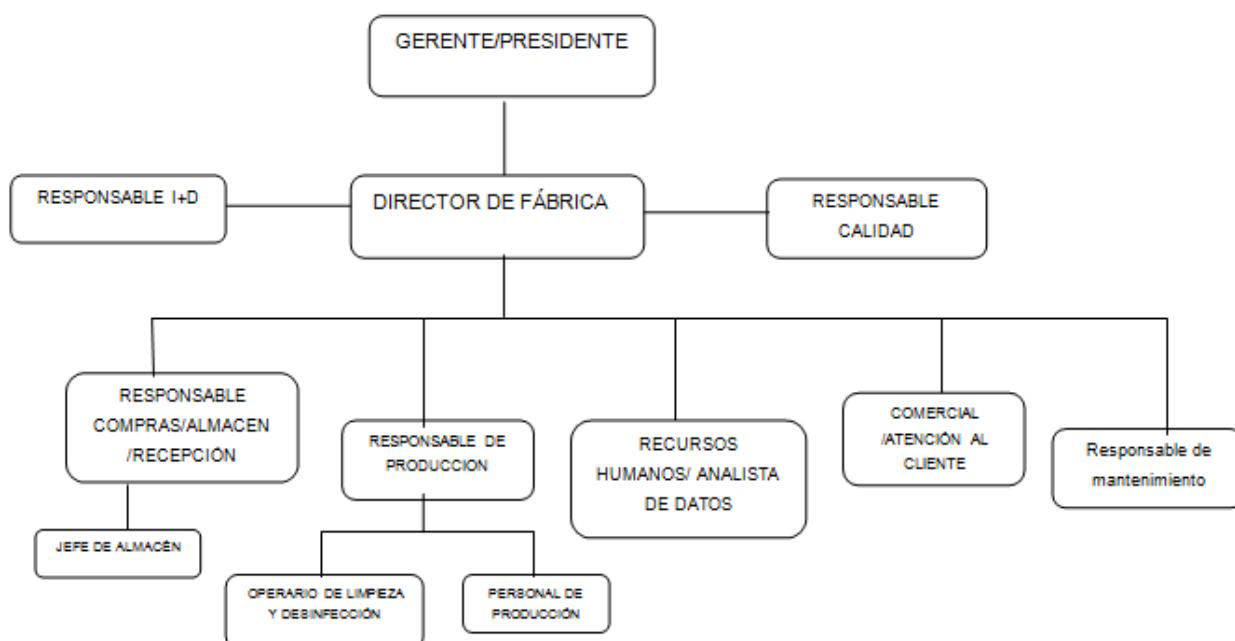 GERENTE/PRESIDENTE
RESPONSABLE I+D
DIRECTOR DE FÁBRICA
RESPONSABLE
CALIDAD
RESPONSABLE
COMPRAS/ALMACEN
/RECEPCIÓN
RESPONSABLE DE
PRODUCCION
RECURSOS
HUMANOS/ ANALISTA
DE DATOS
COMERCIAL
/ATENCIÓN AL
CLIENTE
Responsable de
mantenimiento
JEFE DE ALMACÉN
OPERARIO DE LIMPIEZA
Y DESINFECCIÓN
PERSONAL DE
PRODUCCIÓN